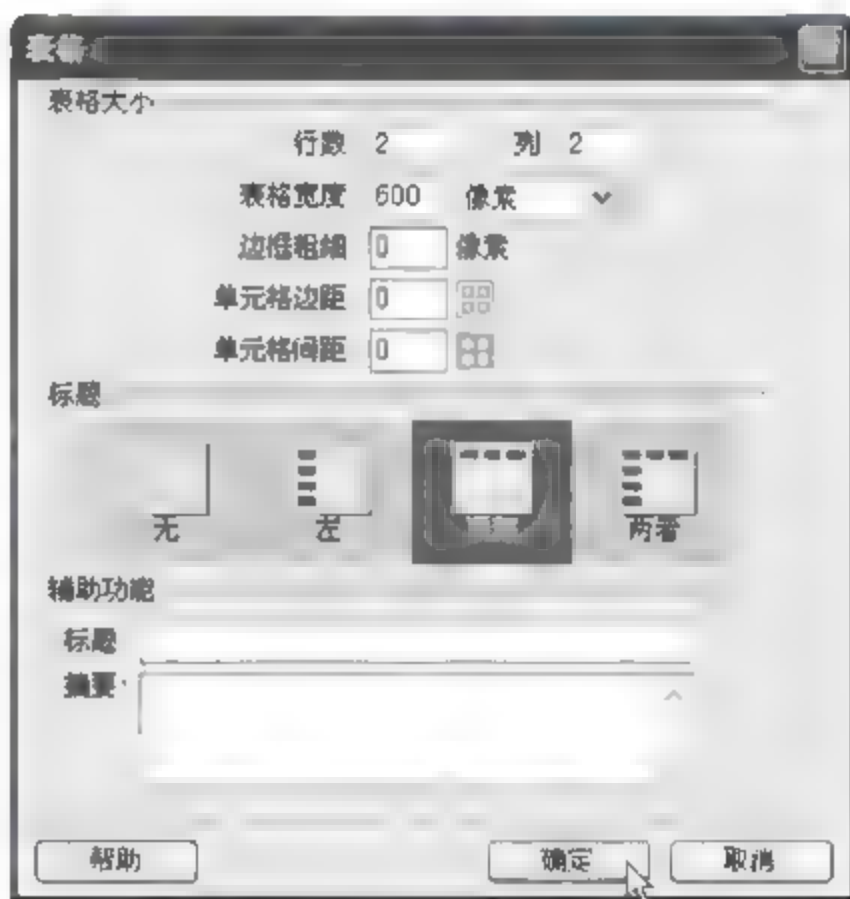 表格
表格大小
行数 2 列 2
表格宽度 600 像素
边框粗细 0 像素
单元格边距 0
单元格间距 0
标题
无 左 两者
辅助功能
标题
摘要
帮助 确定 取消